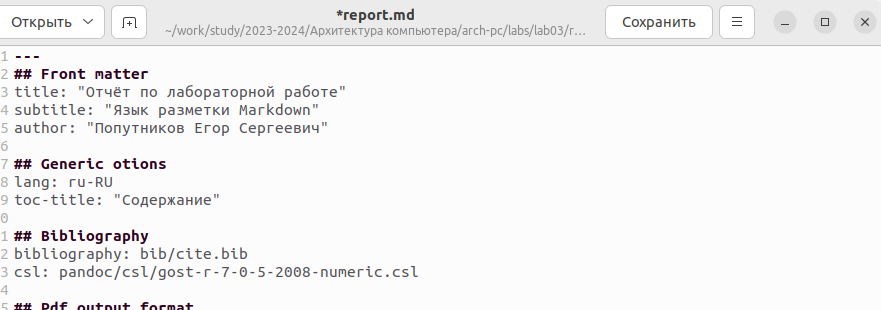 Открыть
*report.md
~/work/study/2023-2024/Архитектура компьютера/arch-pc/labs/lab03/r…
Сохранить
1 ---
2 ## Front matter
3 title: "Отчёт по лабораторной работе"
4 subtitle: "Язык разметки Markdown"
5 author: "Попутников Егор Сергеевич"
6
7 ## Generic otions
8 lang: ru-RU
9 toc-title: "Содержание"
0
1 ## Bibliography
2 bibliography: bib/cite.bib
3 csl: pandoc/csl/gost-r-7-0-5-2008-numeric.csl
4
5 ## Pdf output format